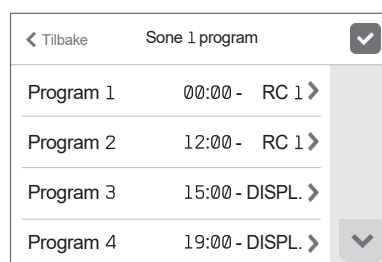 Tilbake Sone 1 program
Program 1 00:00 - RC 1
Program 2 12:00 - RC 1
Program 3 15:00 - DISPL.
Program 4 19:00 - DISPL.